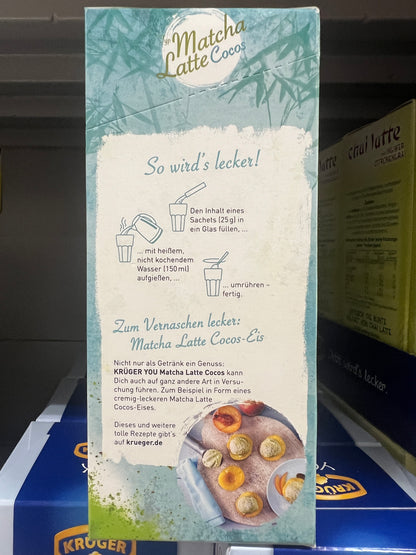 Matcha
Latte Cocos
So wird's lecker!
Den Inhalt eines
Sachets (25 g) in
ein Glas füllen, ...
... mit heißem,
nicht kochendem
Wasser (150 ml)
aufgießen, ...
... umrühren –
fertig.
Zum Vernaschen lecker:
Matcha Latte Cocos-Eis
Nicht nur als Getränk ein Genuss:
KRÜGER YOU Matcha Latte Cocos kann
Dich auch auf ganz andere Art in Versu-
chung führen. Zum Beispiel in Form eines
cremig-leckeren Matcha Latte
Cocos-Eises.
Dieses und weitere
tolle Rezepte gibt's
auf krueger.de
Chai latte
wird's lecker
KRÜGER
KRÜGER